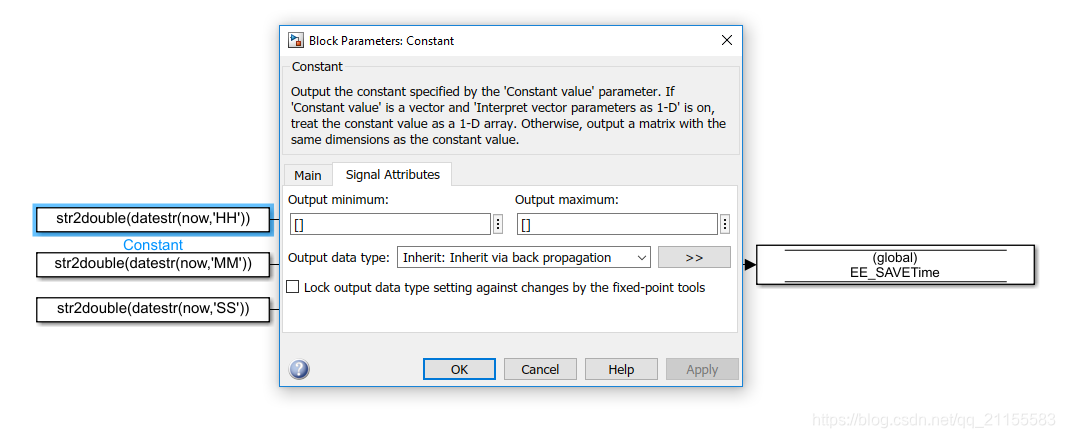 Block Parameters: Constant
Constant
Output the constant specified by the 'Constant value' parameter. If
'Constant value' is a vector and 'Interpret vector parameters as 1-D' is on,
treat the constant value as a 1-D array. Otherwise, output a matrix with the
same dimensions as the constant value.
Main Signal Attributes
Output minimum: Output maximum:
[] []
Output data type: Inherit: Inherit via back propagation >>
Lock output data type setting against changes by the fixed-point tools
OK Cancel Help Apply
str2double(datestr(now,'HH'))
Constant
str2double(datestr(now,'MM'))
str2double(datestr(now,'SS'))
(global)
EE_SAVETime
https://blog.csdn.net/qq_21155583